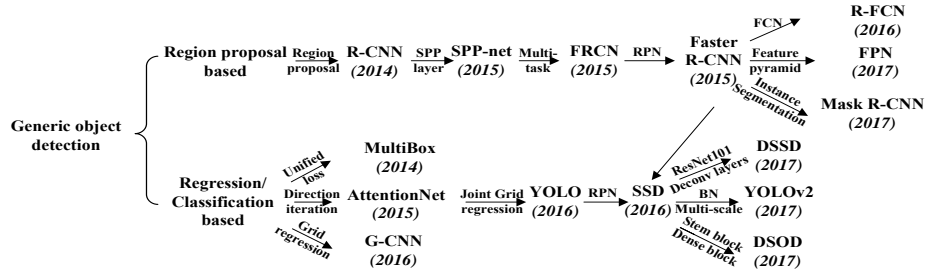 Generic object
detection
Region proposal
based
Region
proposal
R-CNN
(2014)
SPP
layer
SPP-net
(2015)
Multi-
task
FRCN
(2015)
RPN
Faster
R-CNN
(2015)
FCN
R-FCN
(2016)
Feature
pyramid
FPN
(2017)
Instance
Segmentation
Mask R-CNN
(2017)
Regression/
Classification
based
Unified
loss
MultiBox
(2014)
Direction
iteration
AttentionNet
(2015)
Grid
regression
G-CNN
(2016)
Joint Grid
regression
YOLO
(2016)
RPN
SSD
(2016)
ResNet101
Deconv layers
DSSD
(2017)
BN
Multi-scale
YOLOv2
(2017)
Stem block
Dense block
DSOD
(2017)